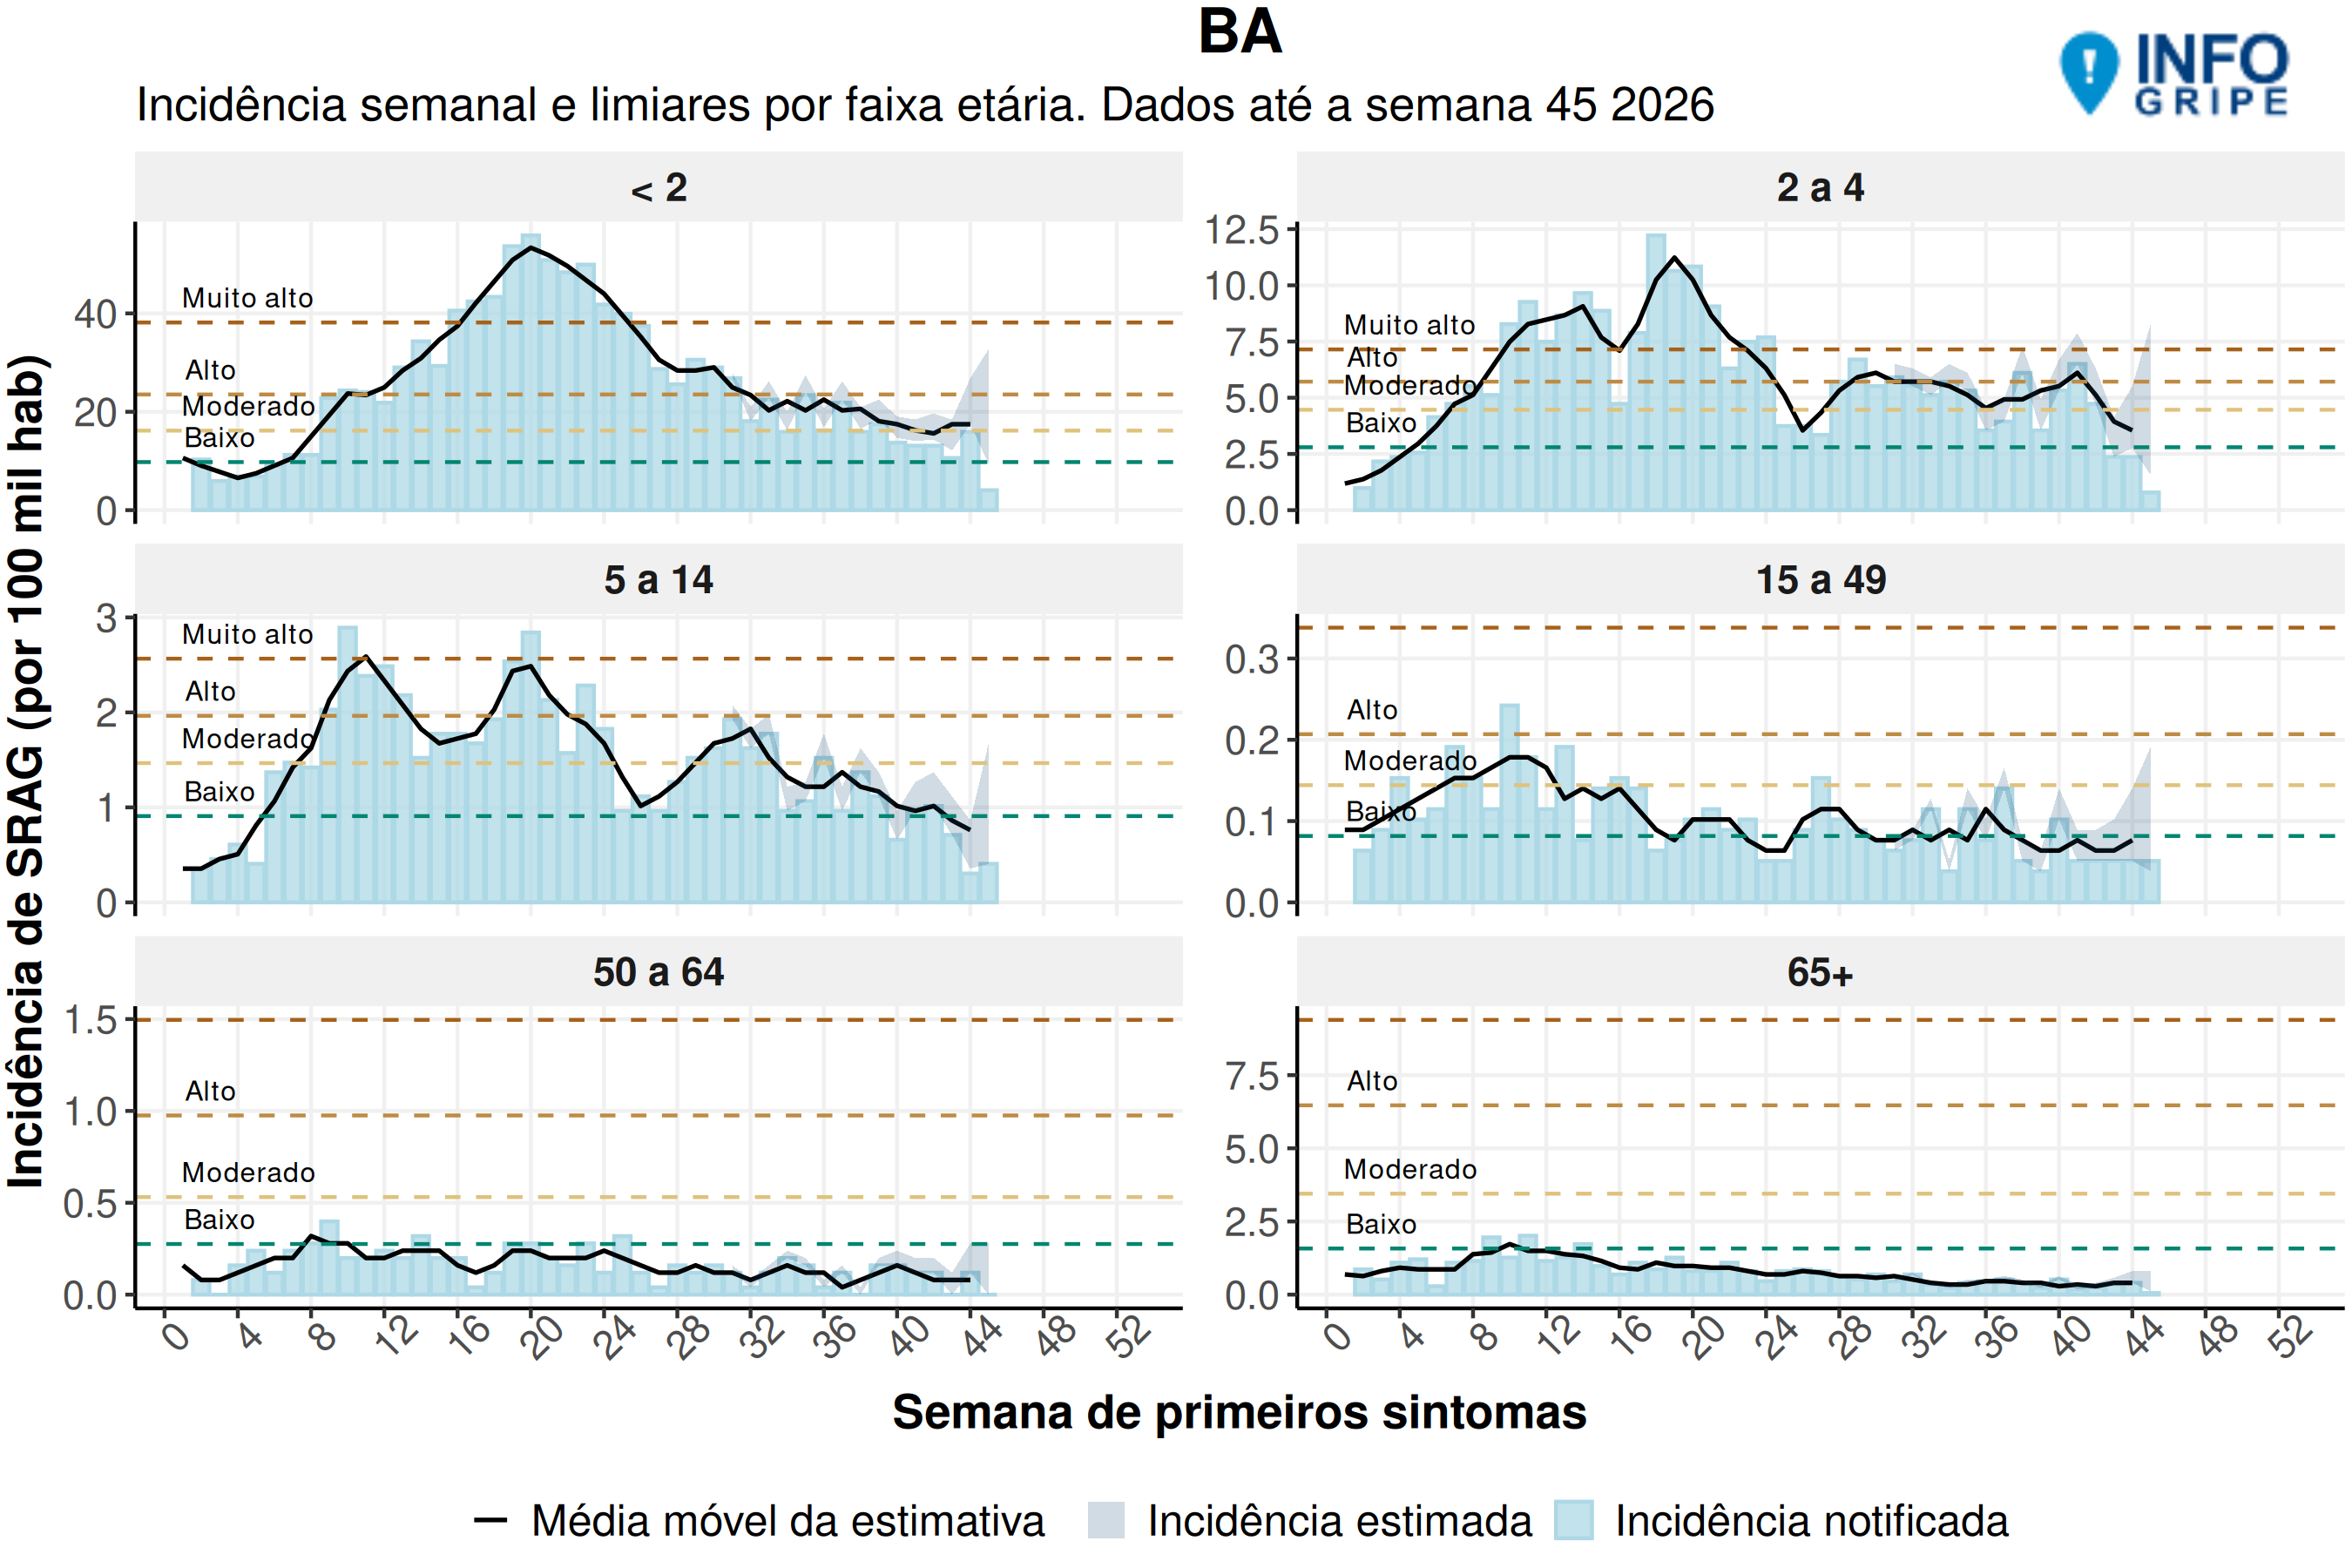 BA
INFO
GRIPE
Incidência semanal e limiares por faixa etária. Dados até a semana 45 2026
Incidência de SRAG (por 100 mil hab)
< 2
40
20
0
Muito alto
Alto
Moderado
Baixo
2 a 4
12.5
10.0
7.5
5.0
2.5
0.0
Muito alto
Alto
Moderado
Baixo
5 a 14
3
2
1
0
Muito alto
Alto
Moderado
Baixo
15 a 49
0.3
0.2
0.1
0.0
Alto
Moderado
Baixo
50 a 64
1.5
1.0
0.5
0.0
Alto
Moderado
Baixo
65+
7.5
5.0
2.5
0.0
Alto
Moderado
Baixo
0 4 8 12 16 20 24 28 32 36 40 44 48 52
0 4 8 12 16 20 24 28 32 36 40 44 48 52
Semana de primeiros sintomas
Média móvel da estimativa
Incidência estimada
Incidência notificada